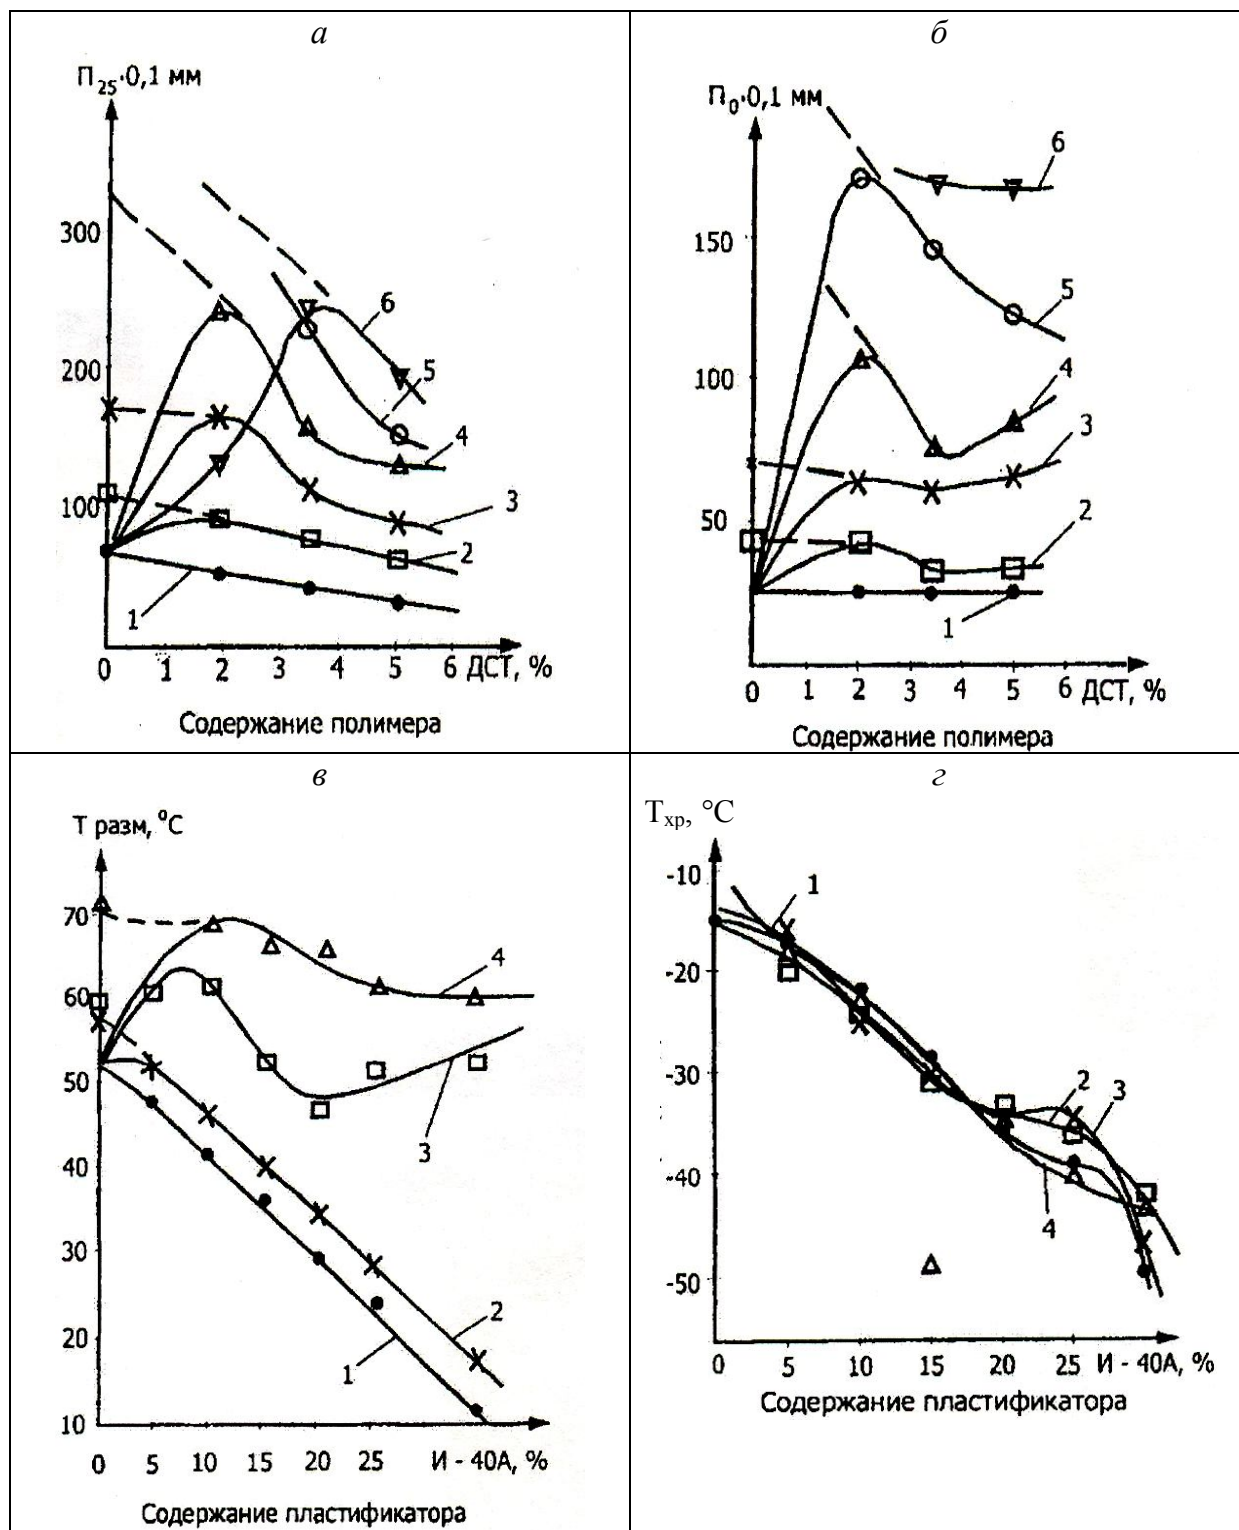 а
П25·0,1 мм
300
200
100
0 1 2 3 4 5 6 ДСТ, %
1
2
3
4
5
6
Содержание полимера
б
П0·0,1 мм
150
100
50
0 1 2 3 4 5 6 ДСТ, %
6
5
4
3
2
1
Содержание полимера
в
Т разм, °С
70
60
50
40
30
20
10
0 5 10 15 20 25 И - 40А, %
4
3
2
1
Содержание пластификатора
г
Тхр, °С
-10
-20
-30
-40
-50
0 5 10 15 20 25 И - 40А, %
1
2
3
4
Содержание пластификатора